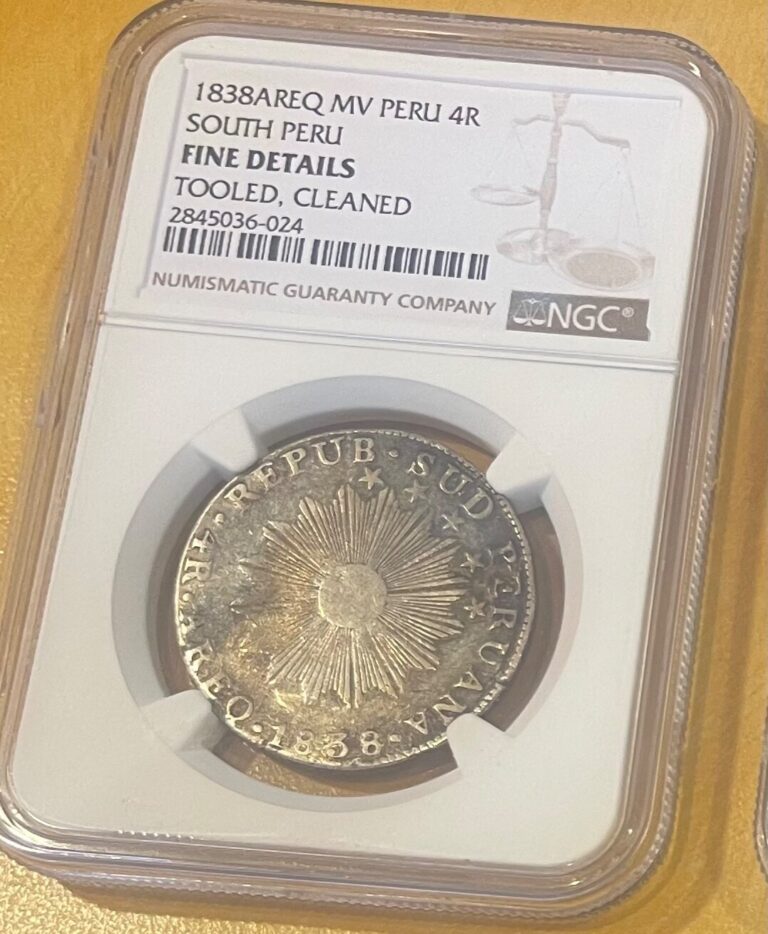 1838AREQ MV PERU 4R
SOUTH PERU
FINE DETAILS
TOOLED, CLEANED
2845036-024
NUMISMATIC GUARANTY COMPANY
NGC®
REPUB · SUD PERUANA
· 4R · AREQ · 1838 ·